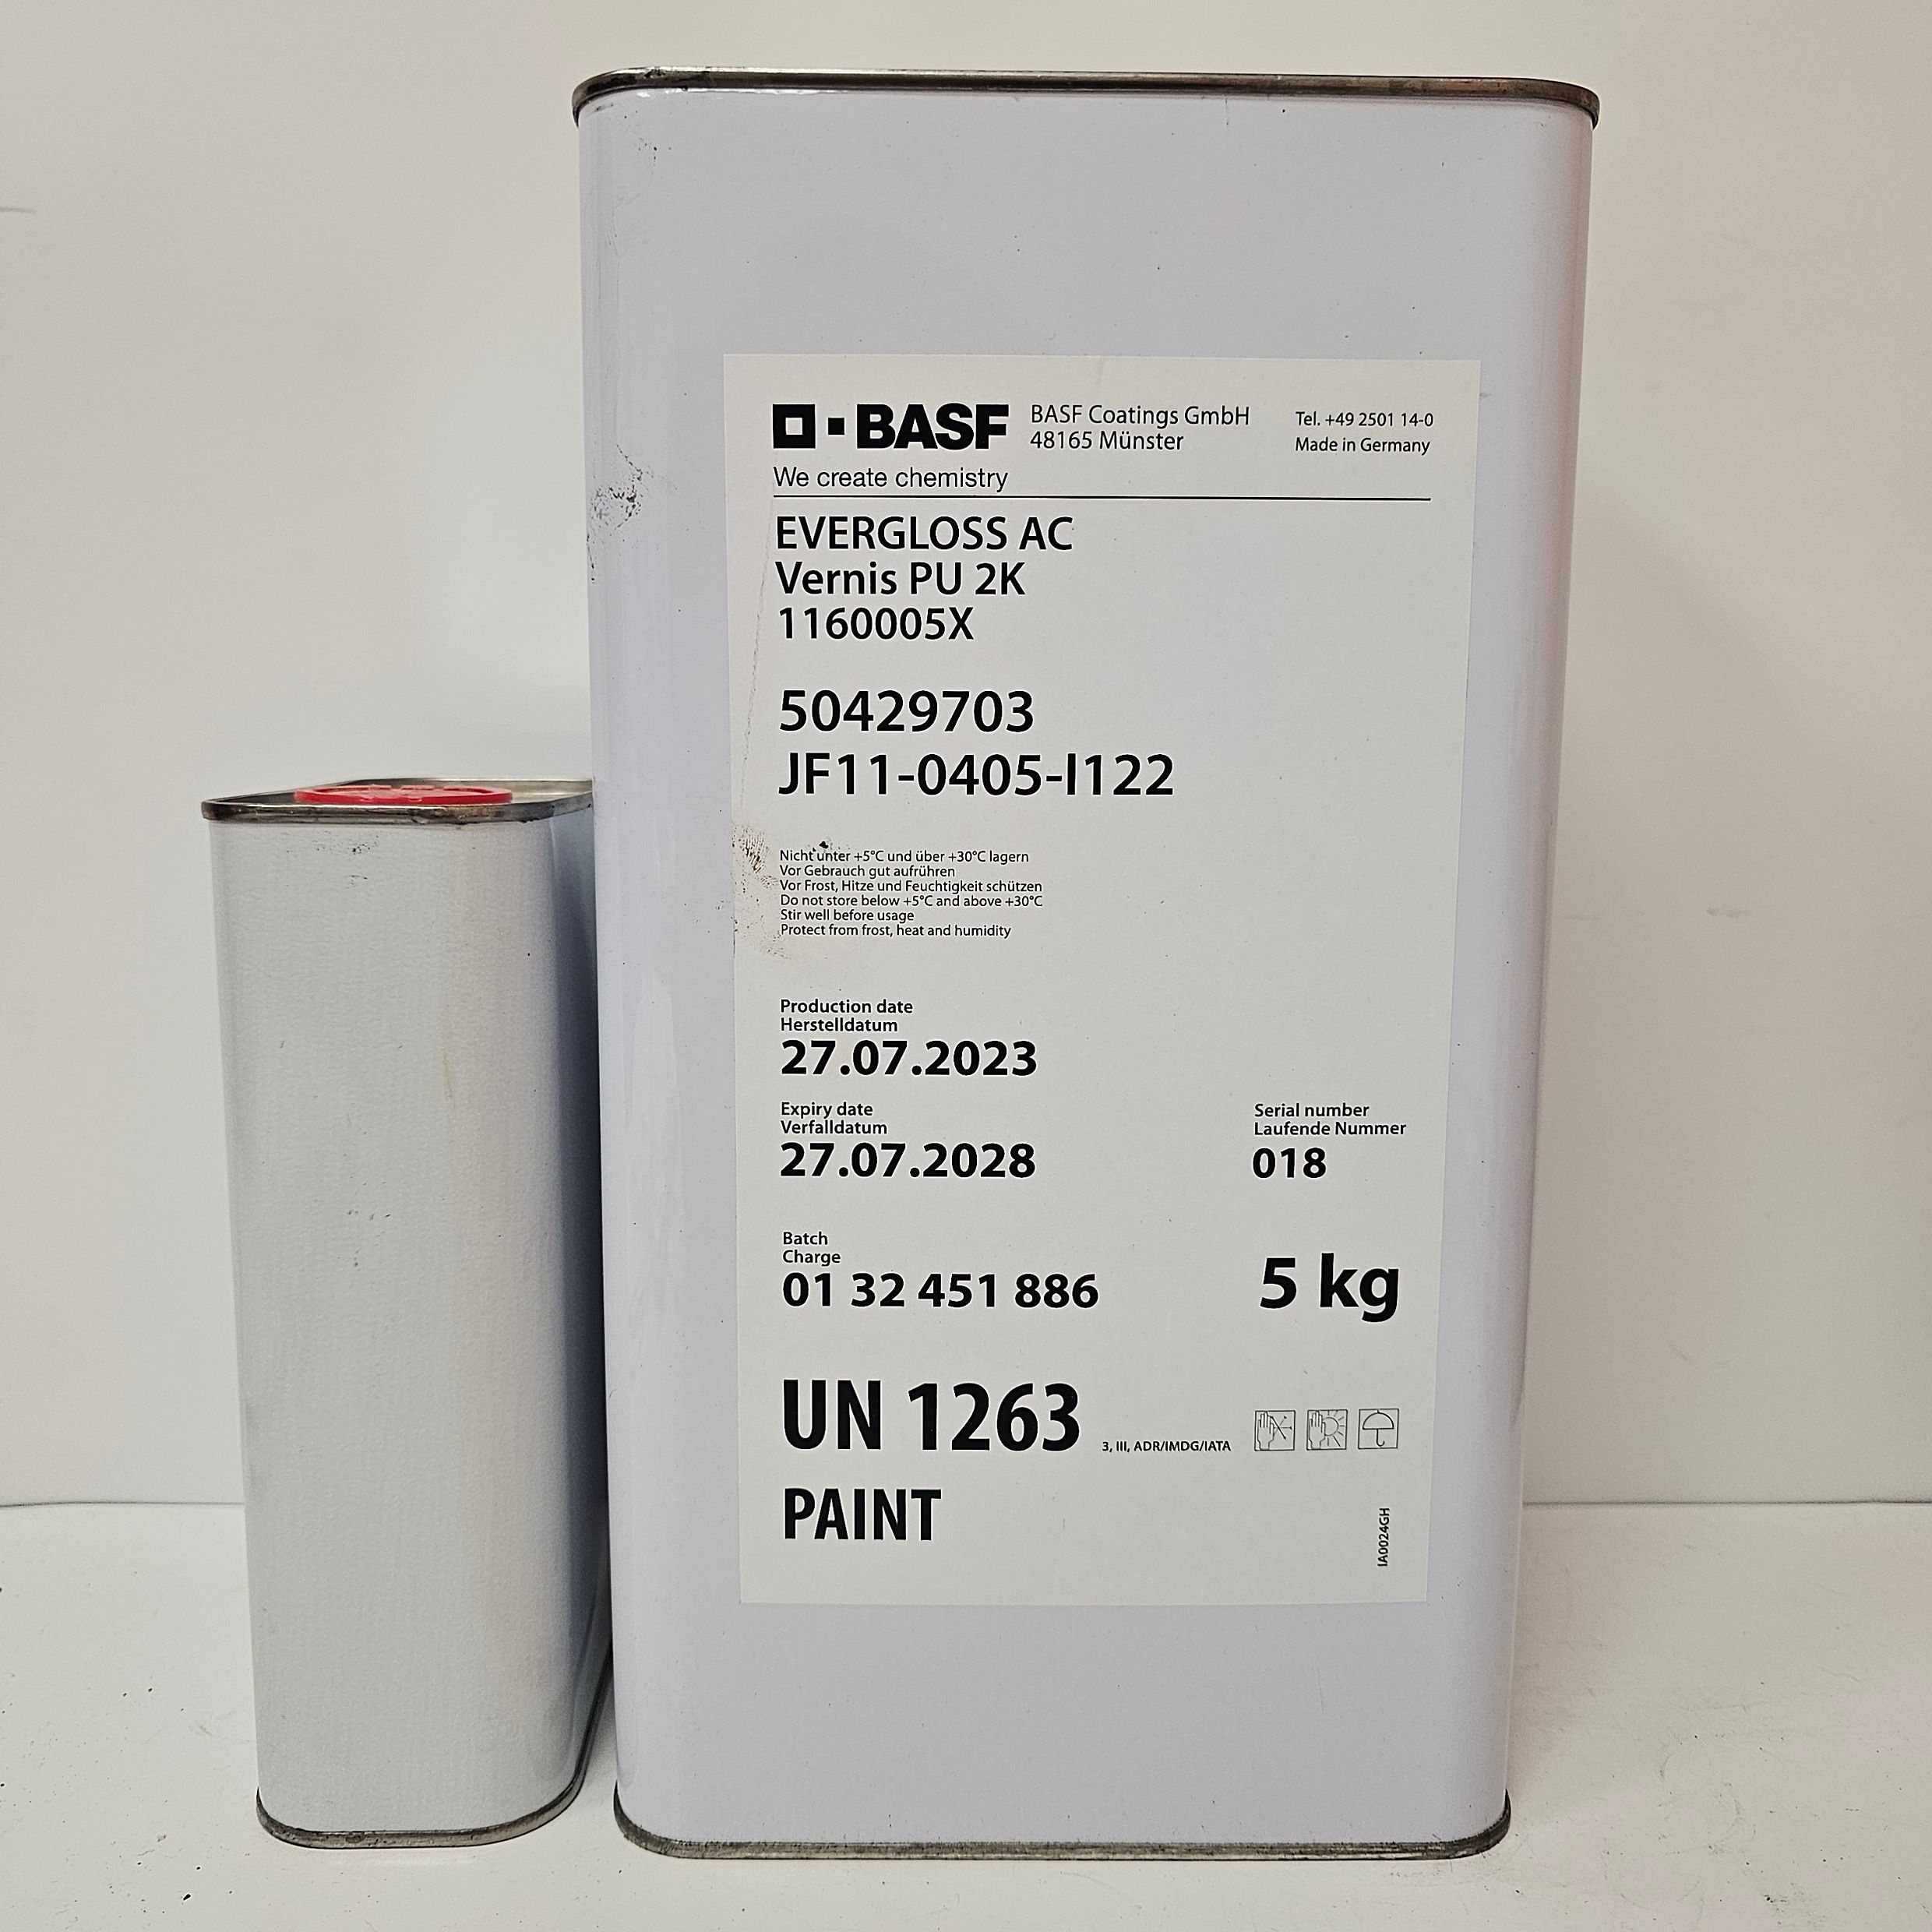 BASF
We create chemistry
BASF Coatings GmbH
48165 Münster
Tel. +49 2501 14-0
Made in Germany
EVERGLOSS AC
Vernis PU 2K
1160005X
50429703
JF11-0405-I122
Nicht unter +5°C und über +30°C lagern
Vor Gebrauch gut aufrühren
Vor Frost, Hitze und Feuchtigkeit schützen
Do not store below +5°C and above +30°C
Stir well before usage
Protect from frost, heat and humidity
Production date
Herstelldatum
27.07.2023
Expiry date
Verfalldatum
27.07.2028
Serial number
Laufende Nummer
018
Batch
Charge
01 32 451 886
5 kg
UN 1263
3, III, ADR/IMDG/IATA
PAINT
IA0024GH